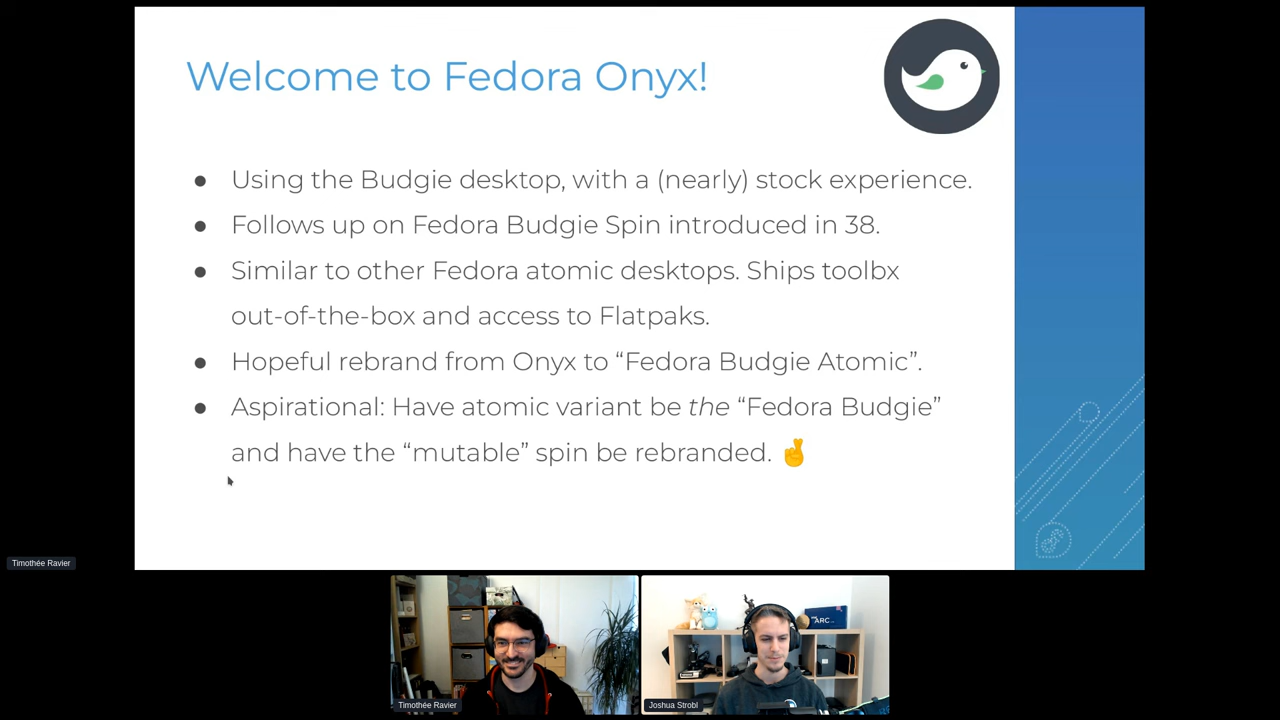 Welcome to Fedora Onyx!
● Using the Budgie desktop, with a (nearly) stock experience.
● Follows up on Fedora Budgie Spin introduced in 38.
● Similar to other Fedora atomic desktops. Ships toolbx
out-of-the-box and access to Flatpaks.
● Hopeful rebrand from Onyx to “Fedora Budgie Atomic”.
● Aspirational: Have atomic variant be the “Fedora Budgie”
and have the “mutable” spin be rebranded. 🤞
Timothée Ravier
ARC
Timothée Ravier
Joshua Strobl